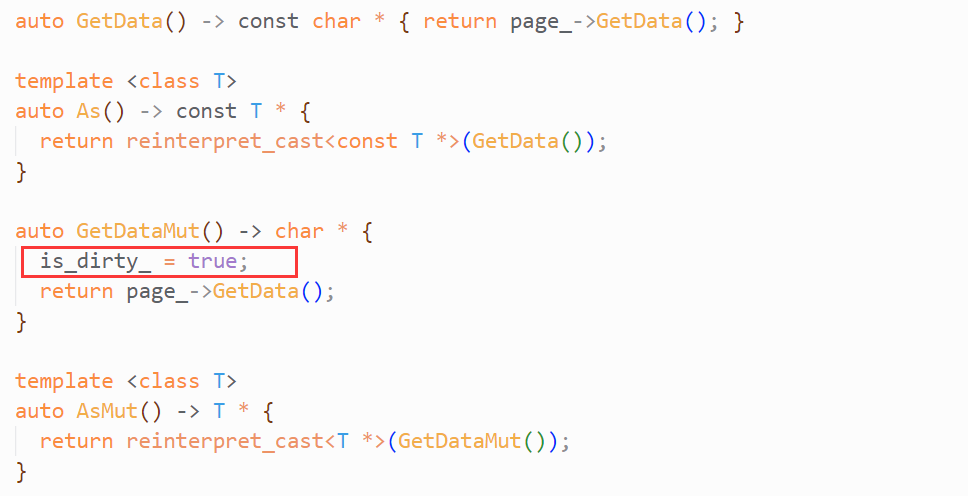 auto GetData() -> const char * { return page_->GetData(); }
template <class T>
auto As() -> const T * {
return reinterpret_cast<const T *>(GetData());
}
auto GetDataMut() -> char * {
is_dirty_ = true;
return page_->GetData();
}
template <class T>
auto AsMut() -> T * {
return reinterpret_cast<T *>(GetDataMut());
}